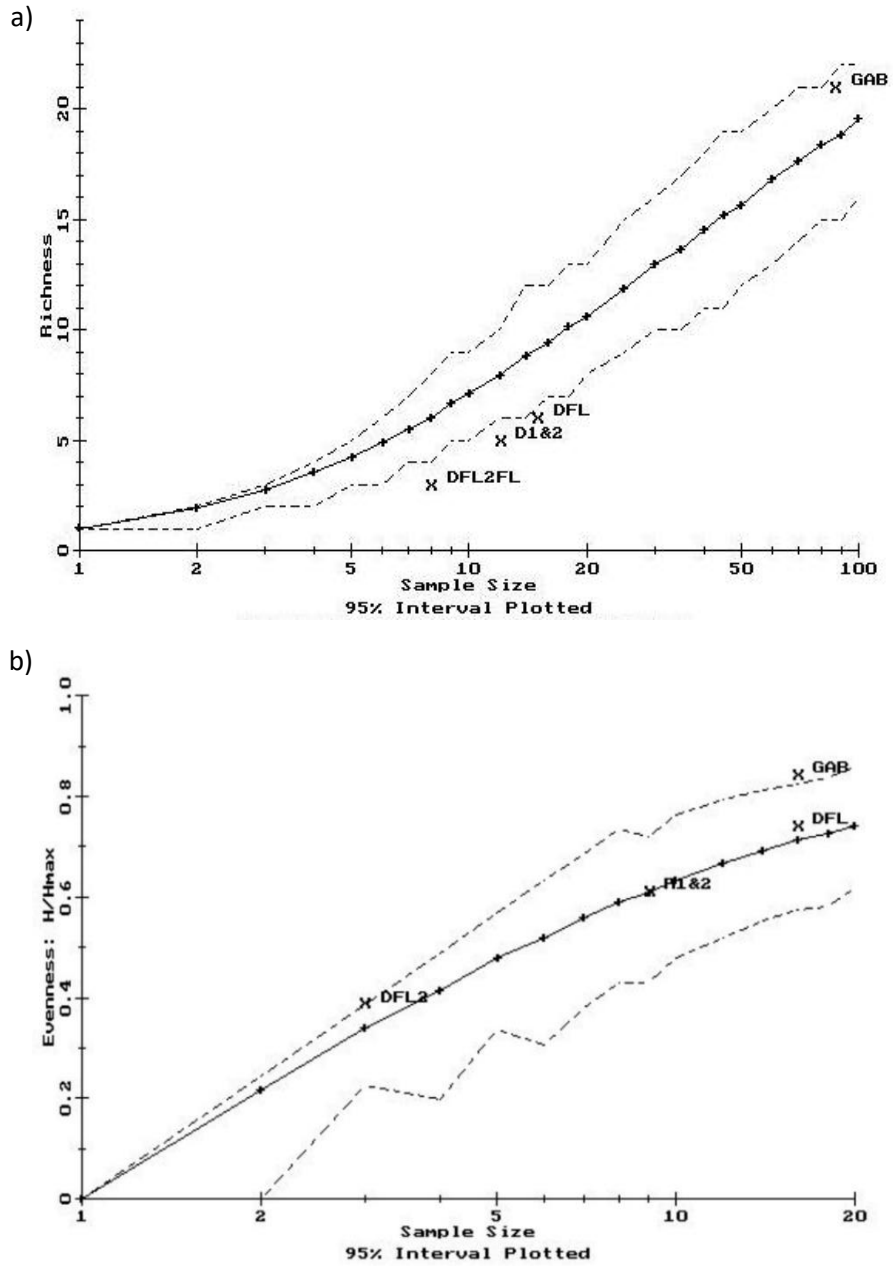 a)
20
15
10
5
0
Richness
GAB
DFL
D1&2
DFL2FL
1 2 5 10 20 50 100
Sample Size
95% Interval Plotted
b)
1.0
0.8
0.6
0.4
0.2
0
Evenness: H/Hmax
GAB
DFL
1&2
DFL2
1 2 5 10 20
Sample Size
95% Interval Plotted